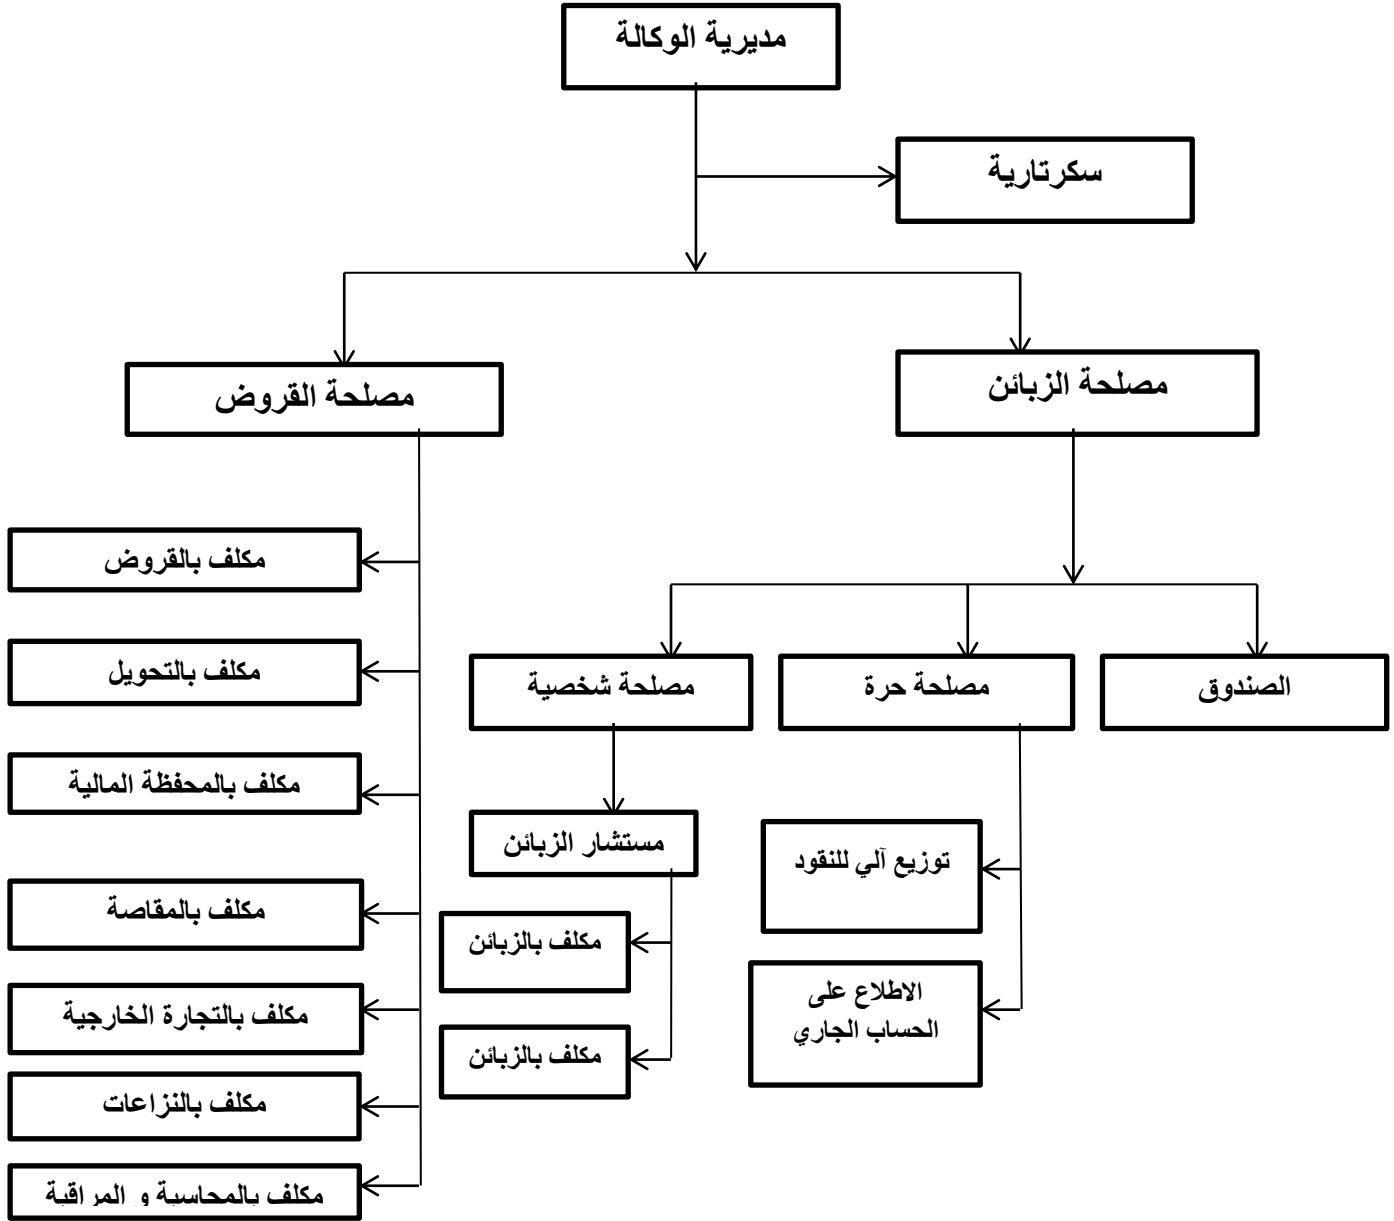 مديرية الوكالة
سكرتارية
مصلحة الزبائن
مصلحة القروض
الصندوق
مصلحة حرة
مصلحة شخصية
توزيع آلي للنقود
الاطلاع على
الحساب الجاري
مستشار الزبائن
مكلف بالزبائن
مكلف بالزبائن
مكلف بالقروض
مكلف بالتحويل
مكلف بالمحفظة المالية
مكلف بالمقاصة
مكلف بالتجارة الخارجية
مكلف بالنزاعات
مكلف بالمحاسبة و المراقبة